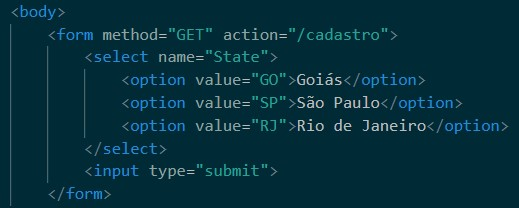 <body>
<form method="GET" action="/cadastro">
<select name="State">
<option value="GO">Goiás</option>
<option value="SP">São Paulo</option>
<option value="RJ">Rio de Janeiro</option>
</select>
<input type="submit">
</form>